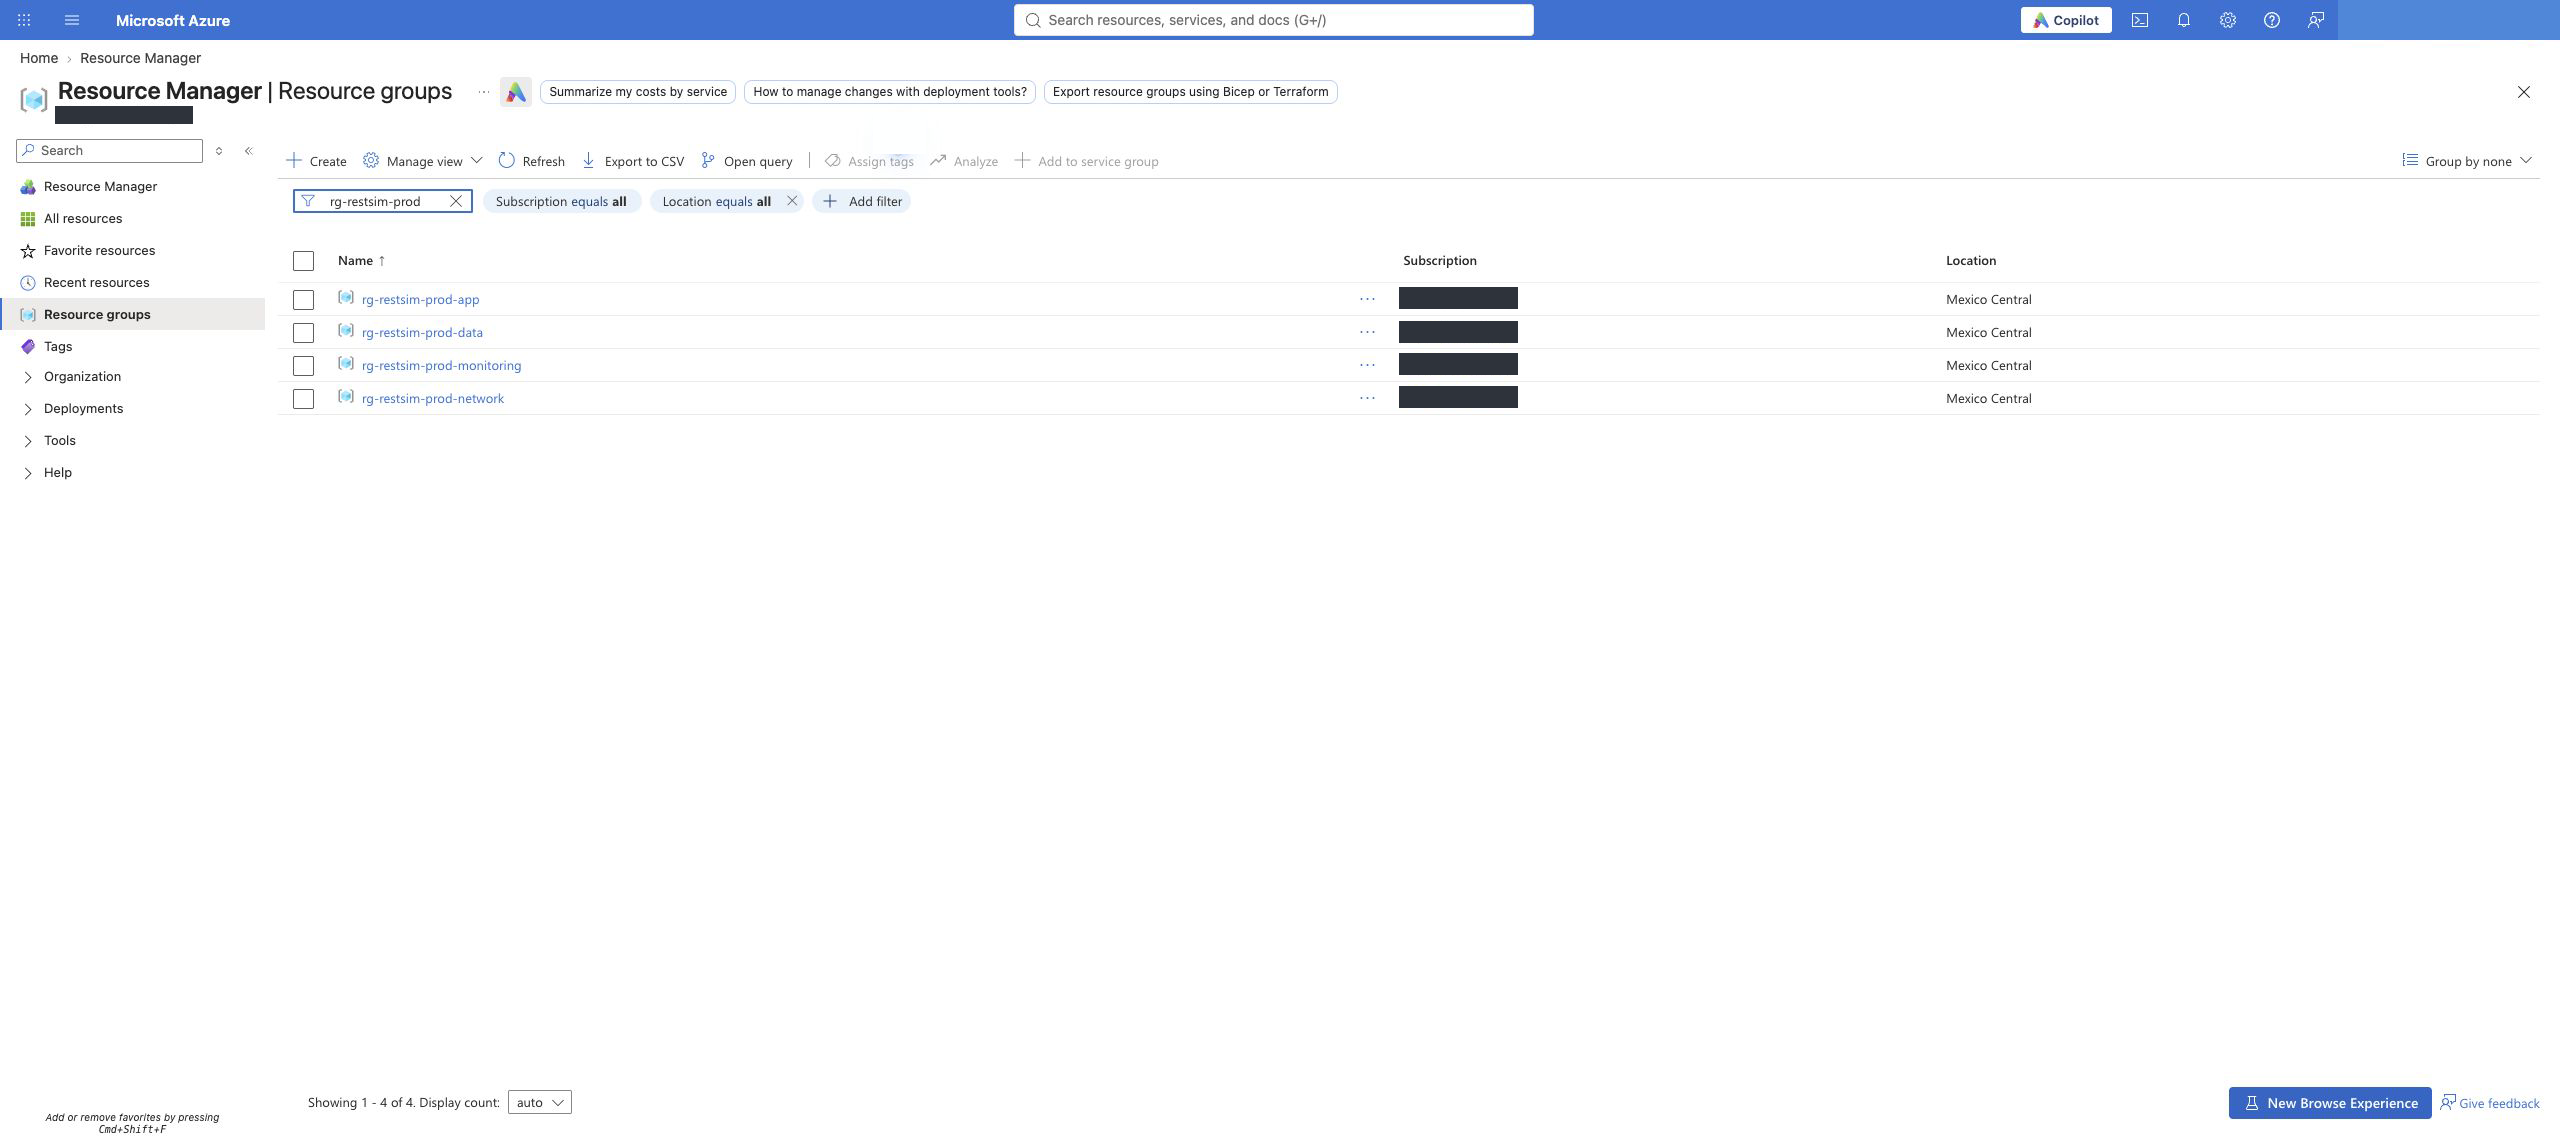 Microsoft Azure
Search resources, services, and docs (G+/)
Copilot
Home > Resource Manager
Resource Manager | Resource groups
...
Summarize my costs by service
How to manage changes with deployment tools?
Export resource groups using Bicep or Terraform
Search
Resource Manager
All resources
Favorite resources
Recent resources
Resource groups
Tags
Organization
Deployments
Tools
Help
Create
Manage view
Refresh
Export to CSV
Open query
Assign tags
Analyze
Add to service group
Group by none
rg-restsim-prod
Subscription equals all
Location equals all
Add filter
Name ↑ Subscription Location
rg-restsim-prod-app ... Mexico Central
rg-restsim-prod-data ... Mexico Central
rg-restsim-prod-monitoring ... Mexico Central
rg-restsim-prod-network ... Mexico Central
Showing 1 - 4 of 4. Display count: auto
New Browse Experience
Give feedback
Add or remove favorites by pressing
Cmd+Shift+F